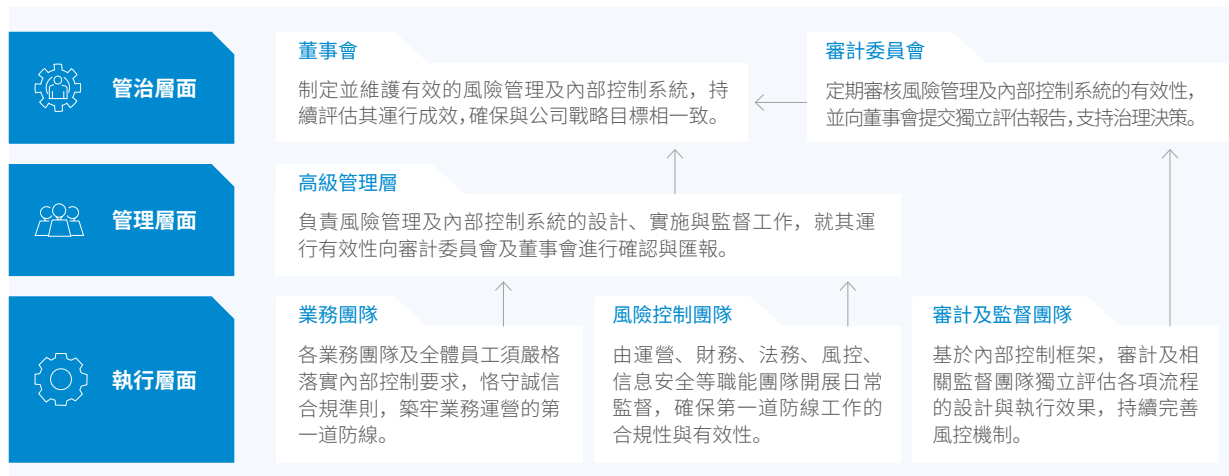 管治層面
董事會
制定並維護有效的風險管理及內部控制系統，持
續評估其運行成效，確保與公司戰略目標相一致。
審計委員會
定期審核風險管理及內部控制系統的有效性，
並向董事會提交獨立評估報告，支持治理決策。
管理層面
高級管理層
負責風險管理及內部控制系統的設計、實施與監督工作，就其運
行有效性向審計委員會及董事會進行確認與匯報。
執行層面
業務團隊
各業務團隊及全體員工須嚴格
落實內部控制要求，恪守誠信
合規準則，築牢業務運營的第
一道防線。
風險控制團隊
由運營、財務、法務、風控、
信息安全等職能團隊開展日常
監督，確保第一道防線工作的
合規性與有效性。
審計及監督團隊
基於內部控制框架，審計及相
關監督團隊獨立評估各項流程
的設計與執行效果，持續完善
風控機制。